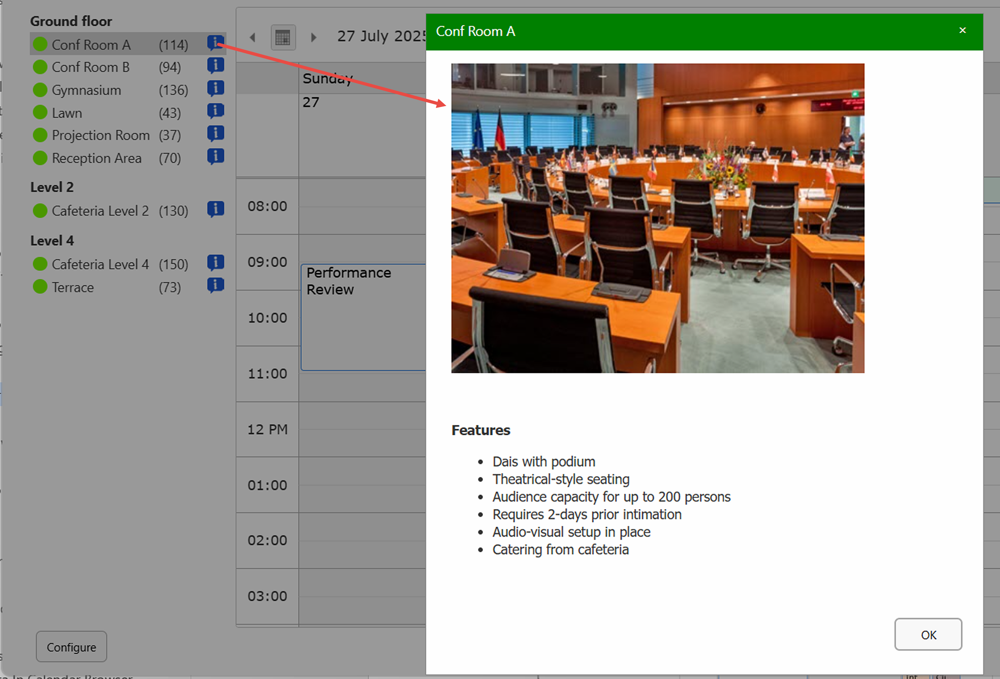 Ground floor
Conf Room A (114)
Conf Room B (94)
Gymnasium (136)
Lawn (43)
Projection Room (37)
Reception Area (70)
Level 2
Cafeteria Level 2 (130)
Level 4
Cafeteria Level 4 (150)
Terrace (73)
Configure
27 July 2025
Sunday
27
08:00
09:00
Performance
Review
10:00
11:00
12 PM
01:00
02:00
03:00
Conf Room A
Features
• Dais with podium
• Theatrical-style seating
• Audience capacity for up to 200 persons
• Requires 2-days prior intimation
• Audio-visual setup in place
• Catering from cafeteria
OK
In Calendar Browser